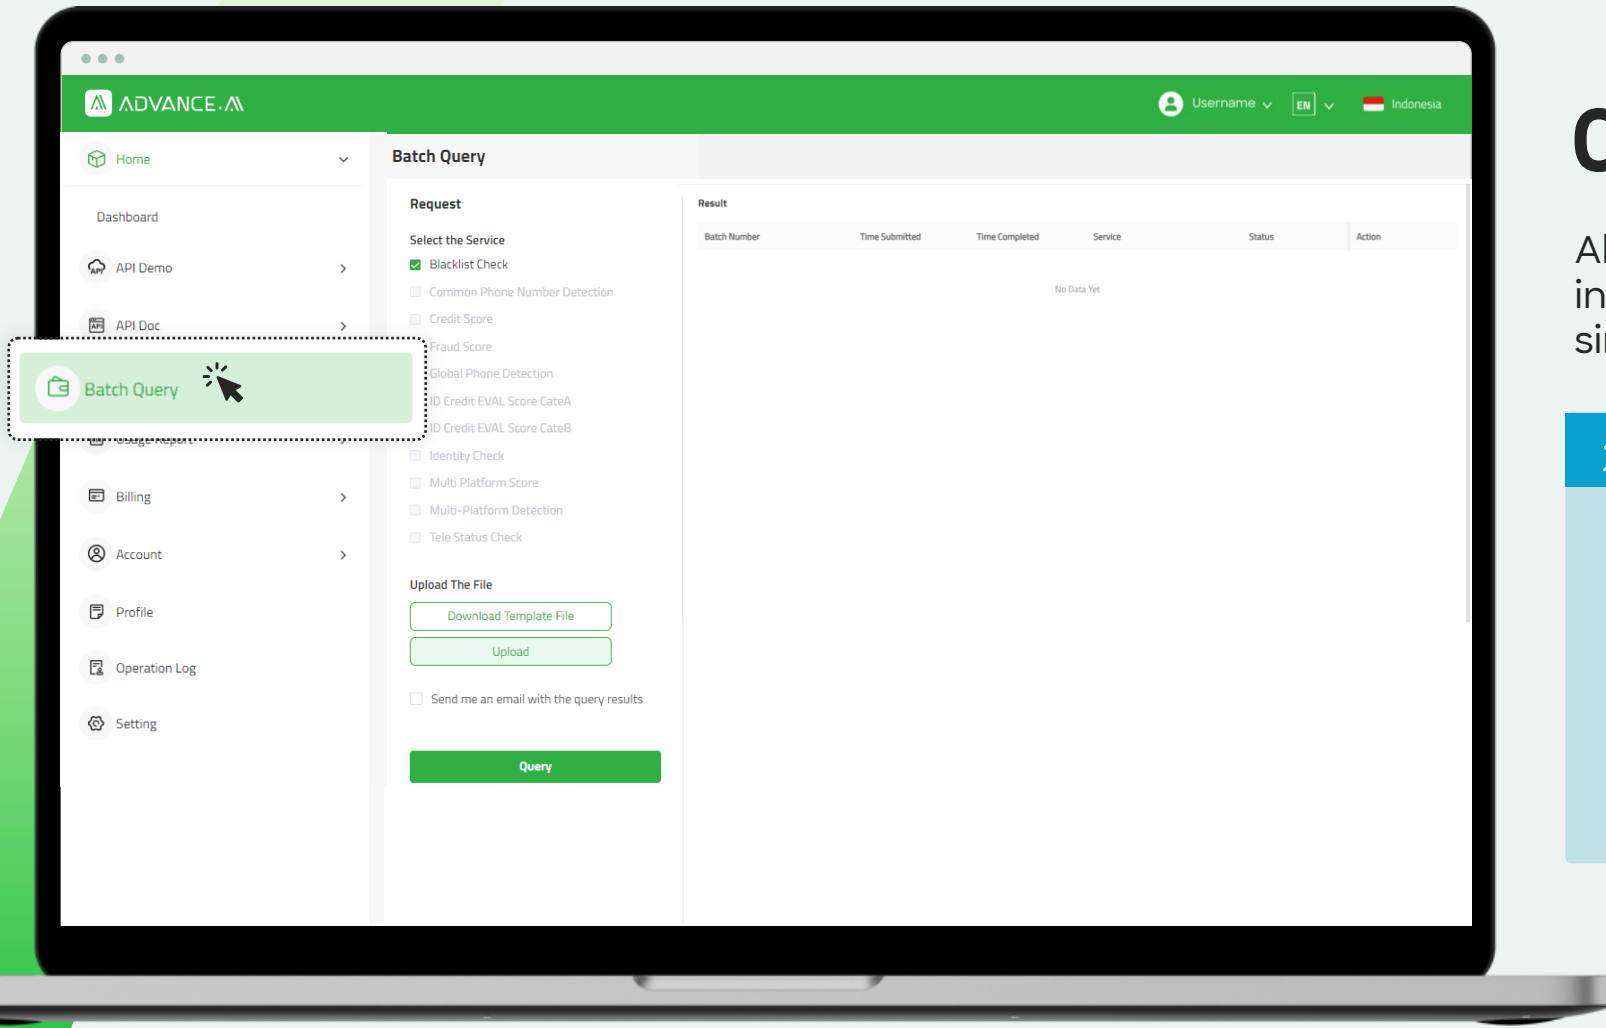 ADVANCE.AI
Username
EN
Indonesia
Home
Dashboard
API Demo
API Doc
Batch Query
Usage Report
Billing
Account
Profile
Operation Log
Setting
Batch Query
Request
Select the Service
Blacklist Check
Common Phone Number Detection
Credit Score
Fraud Score
Global Phone Detection
ID Credit EVAL Score CateA
ID Credit EVAL Score CateB
Identity Check
Multi Platform Score
Multi-Platform Detection
Tele Status Check
Upload The File
Download Template File
Upload
Send me an email with the query results
Query
Result
Batch Number Time Submitted Time Completed Service Status Action
No Data Yet